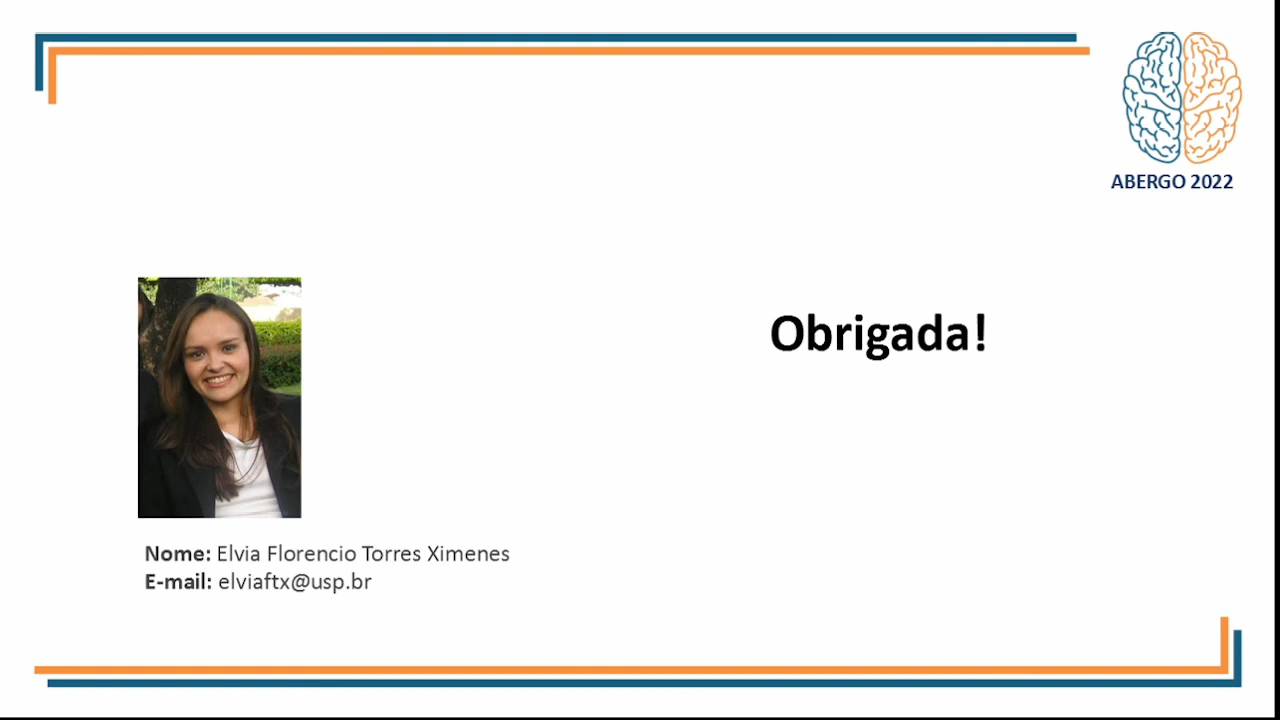 ABERGO 2022
Obrigada!
Nome: Elvia Florencio Torres Ximenes
E-mail: elviaftx@usp.br